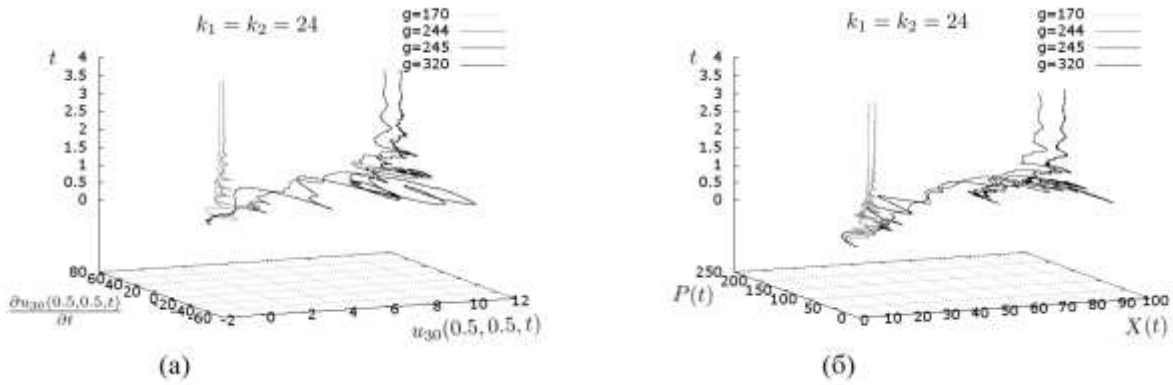 k₁ = k₂ = 24
g=170
g=244
g=245
g=320
t
4
3.5
3
2.5
2
1.5
1
0.5
0
80
60
40
20
0
-20
-40
-60
∂u₃₀(0.5,0.5,t)/∂t
-2
0
2
4
6
8
10
12
u₃₀(0.5, 0.5, t)
(а)
k₁ = k₂ = 24
g=170
g=244
g=245
g=320
t
4
3.5
3
2.5
2
1.5
1
0.5
0
250
200
150
100
50
0
P(t)
0
10
20
30
40
50
60
70
80
90
100
X(t)
(б)